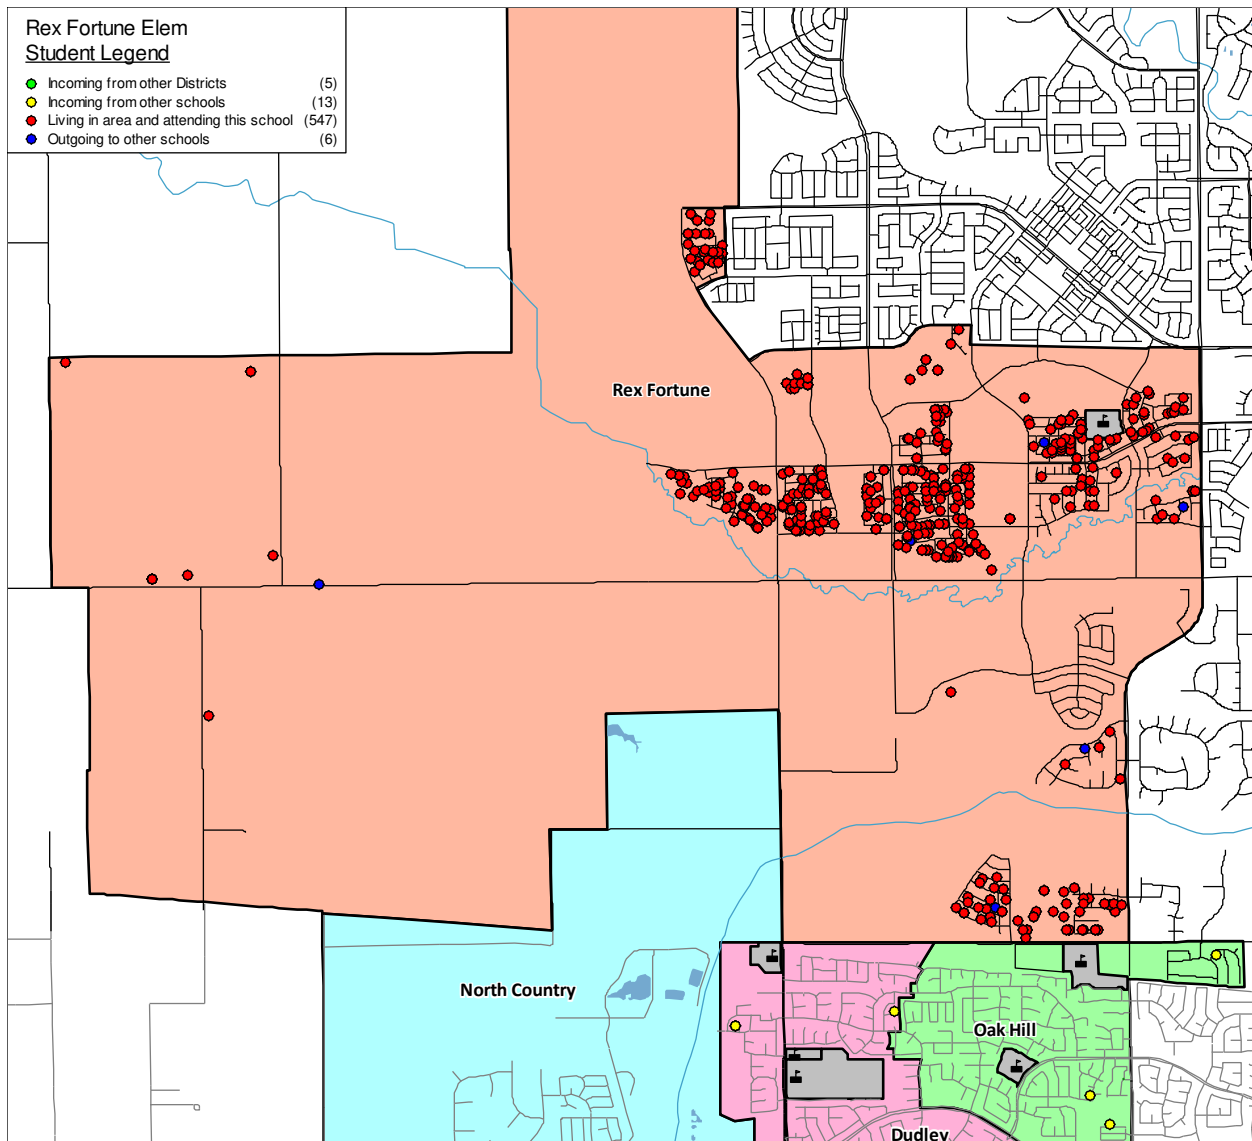 Rex Fortune Elem
Student Legend
Incoming from other Districts (5)
Incoming from other schools (13)
Living in area and attending this school (547)
Outgoing to other schools (6)
Rex Fortune
North Country
Oak Hill
Dudley